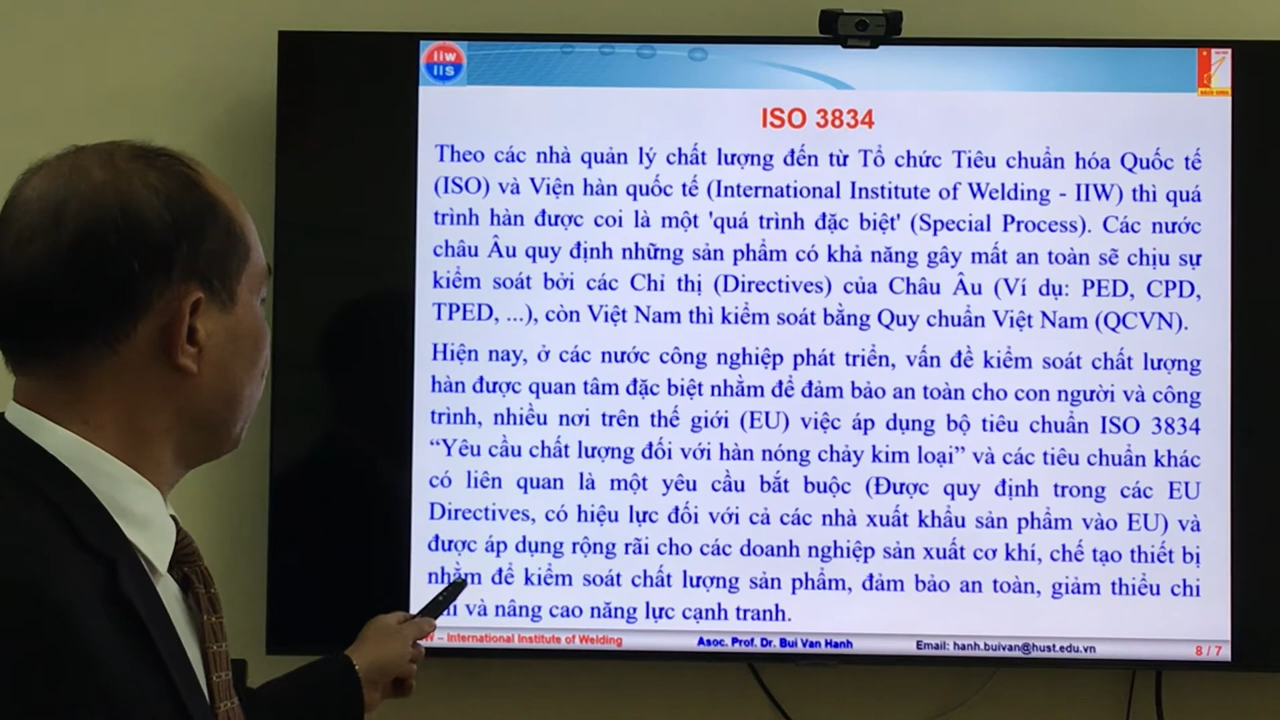 IIW
IIS
BÁCH KHOA
ISO 3834
Theo các nhà quản lý chất lượng đến từ Tổ chức Tiêu chuẩn hóa Quốc tế
(ISO) và Viện hàn quốc tế (International Institute of Welding - IIW) thì quá
trình hàn được coi là một 'quá trình đặc biệt' (Special Process). Các nước
châu Âu quy định những sản phẩm có khả năng gây mất an toàn sẽ chịu sự
kiểm soát bởi các Chỉ thị (Directives) của Châu Âu (Ví dụ: PED, CPD,
TPED, ...), còn Việt Nam thì kiểm soát bằng Quy chuẩn Việt Nam (QCVN).
Hiện nay, ở các nước công nghiệp phát triển, vấn đề kiểm soát chất lượng
hàn được quan tâm đặc biệt nhằm để đảm bảo an toàn cho con người và công
trình, nhiều nơi trên thế giới (EU) việc áp dụng bộ tiêu chuẩn ISO 3834
“Yêu cầu chất lượng đối với hàn nóng chảy kim loại” và các tiêu chuẩn khác
có liên quan là một yêu cầu bắt buộc (Được quy định trong các EU
Directives, có hiệu lực đối với cả các nhà xuất khẩu sản phẩm vào EU) và
được áp dụng rộng rãi cho các doanh nghiệp sản xuất cơ khí, chế tạo thiết bị
nhằm để kiểm soát chất lượng sản phẩm, đảm bảo an toàn, giảm thiểu chi
và nâng cao năng lực cạnh tranh.
– International Institute of Welding Asoc. Prof. Dr. Bui Van Hanh Email: hanh.buivan@hust.edu.vn 8 / 7